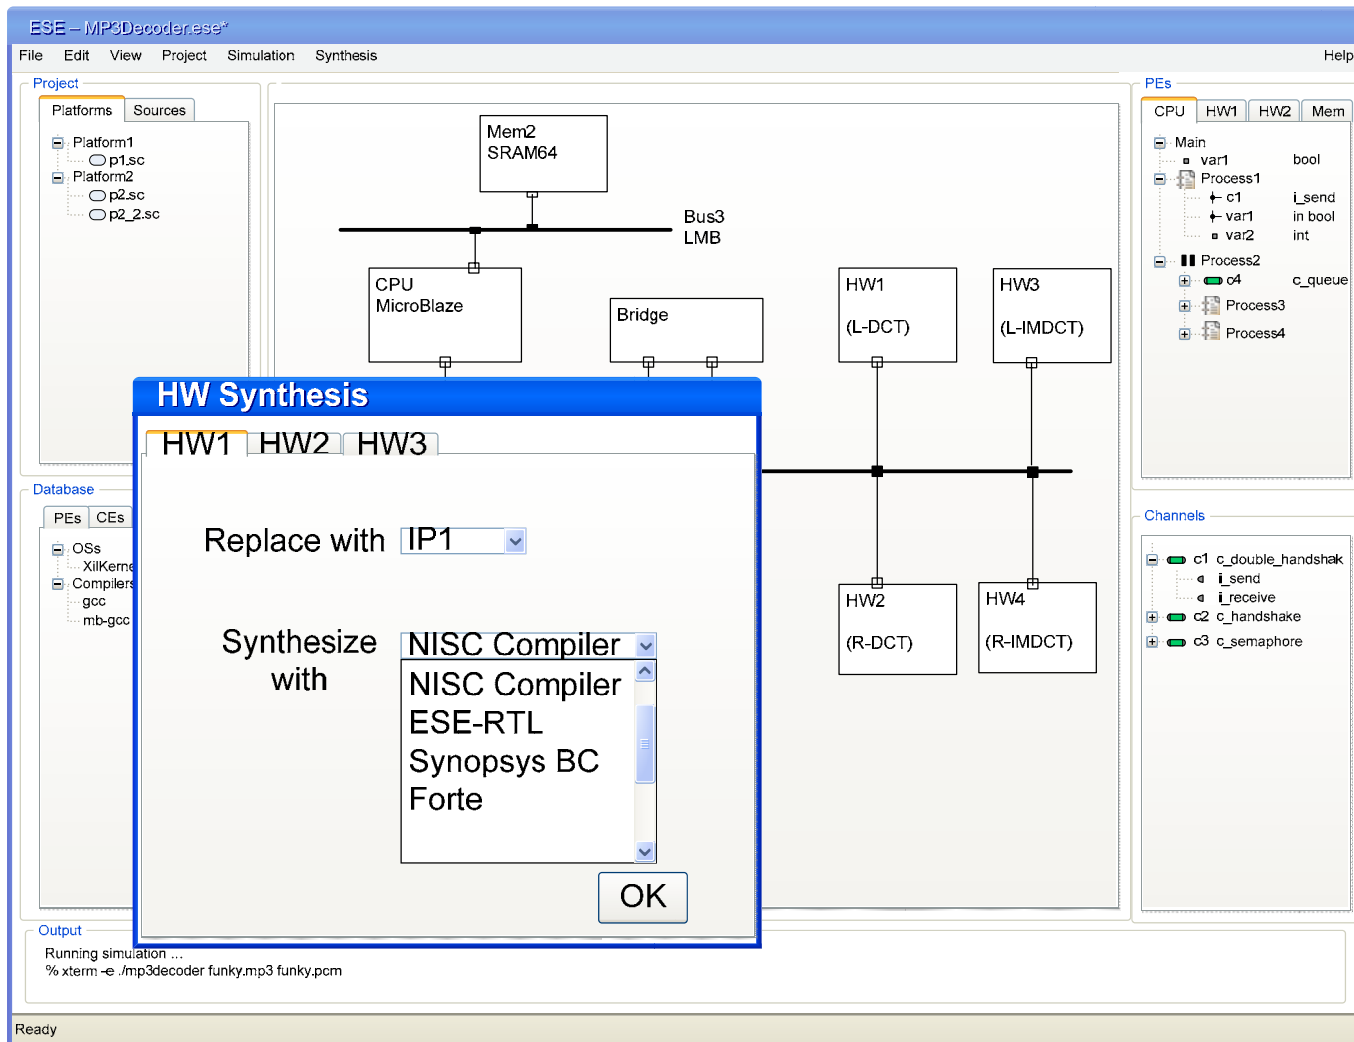 ESE – MP3Decoder.ese*
File Edit View Project Simulation Synthesis Help
Project
Platforms Sources
Platform1
p1.sc
Platform2
p2.sc
p2_2.sc
Mem2
SRAM64
Bus3
LMB
CPU
MicroBlaze
Bridge
HW1
(L-DCT)
HW3
(L-IMDCT)
HW2
(R-DCT)
HW4
(R-IMDCT)
PEs
CPU HW1 HW2 Mem
Main
var1 bool
Process1
c1 i_send
var1 in bool
var2 int
Process2
c4 c_queue
Process3
Process4
HW Synthesis
HW1 HW2 HW3
Replace with IP1
Synthesize
with
NISC Compiler
NISC Compiler
ESE-RTL
Synopsys BC
Forte
OK
Database
PEs CEs
OSs
XilKerne
Compilers
gcc
mb-gcc
Channels
c1 c_double_handshak
i_send
i_receive
c2 c_handshake
c3 c_semaphore
Output
Running simulation ...
% xterm -e ./mp3decoder funky.mp3 funky.pcm
Ready